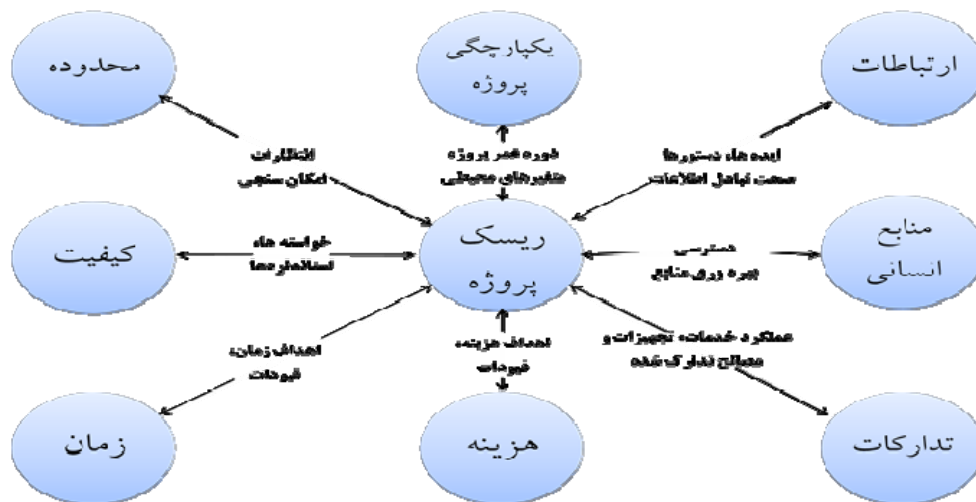 ارتباطات
یکپارچگی
پروژه
محدوده
ایده ها، دستورها
صحت تبادل اطلاعات
دوره عمر پروژه
متغیرهای محیطی
انتظارات
امکان سنجی
منابع
انسانی
دسترسی
بهره وری منابع
ریسک
پروژه
خواسته ها،
استانداردها
کیفیت
عملکرد خدمات، تجهیزات و
مصالح تدارک شده
اهداف هزینه،
قیودات
اهداف زمان،
قیودات
تدارکات
هزینه
زمان